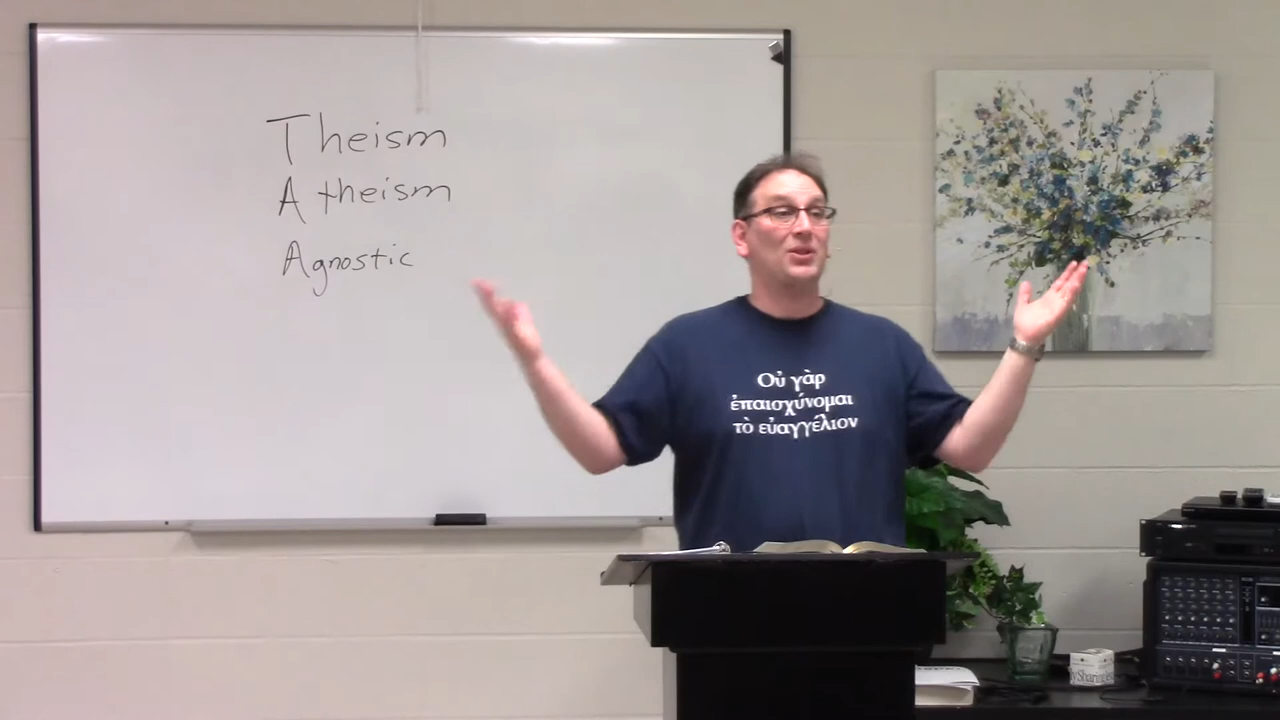 Theism
Atheism
Agnostic
Οὐ γὰρ
ἐπαισχύνομαι
τὸ εὐαγγέλιον